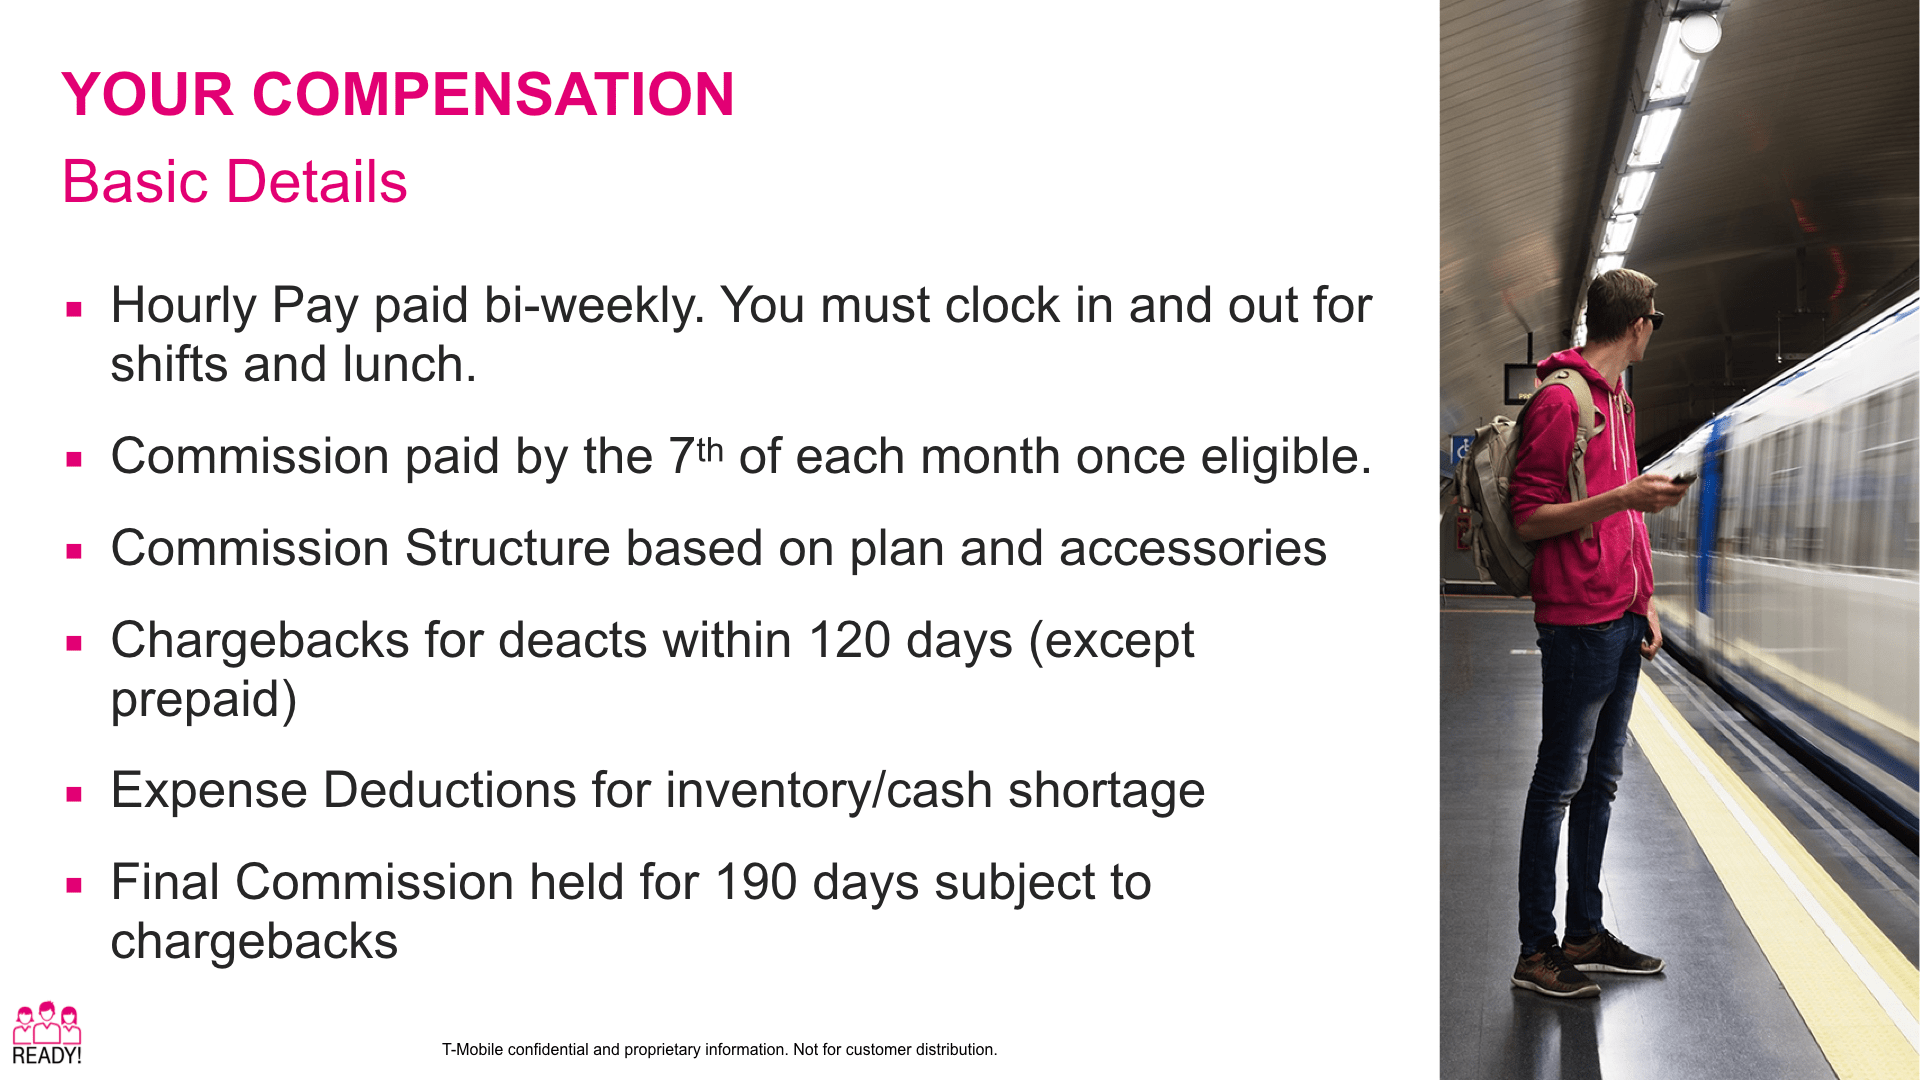 YOUR COMPENSATION
Basic Details
▪ Hourly Pay paid bi-weekly. You must clock in and out for
shifts and lunch.
▪ Commission paid by the 7th of each month once eligible.
▪ Commission Structure based on plan and accessories
▪ Chargebacks for deacts within 120 days (except
prepaid)
▪ Expense Deductions for inventory/cash shortage
▪ Final Commission held for 190 days subject to
chargebacks
READY!
T-Mobile confidential and proprietary information. Not for customer distribution.